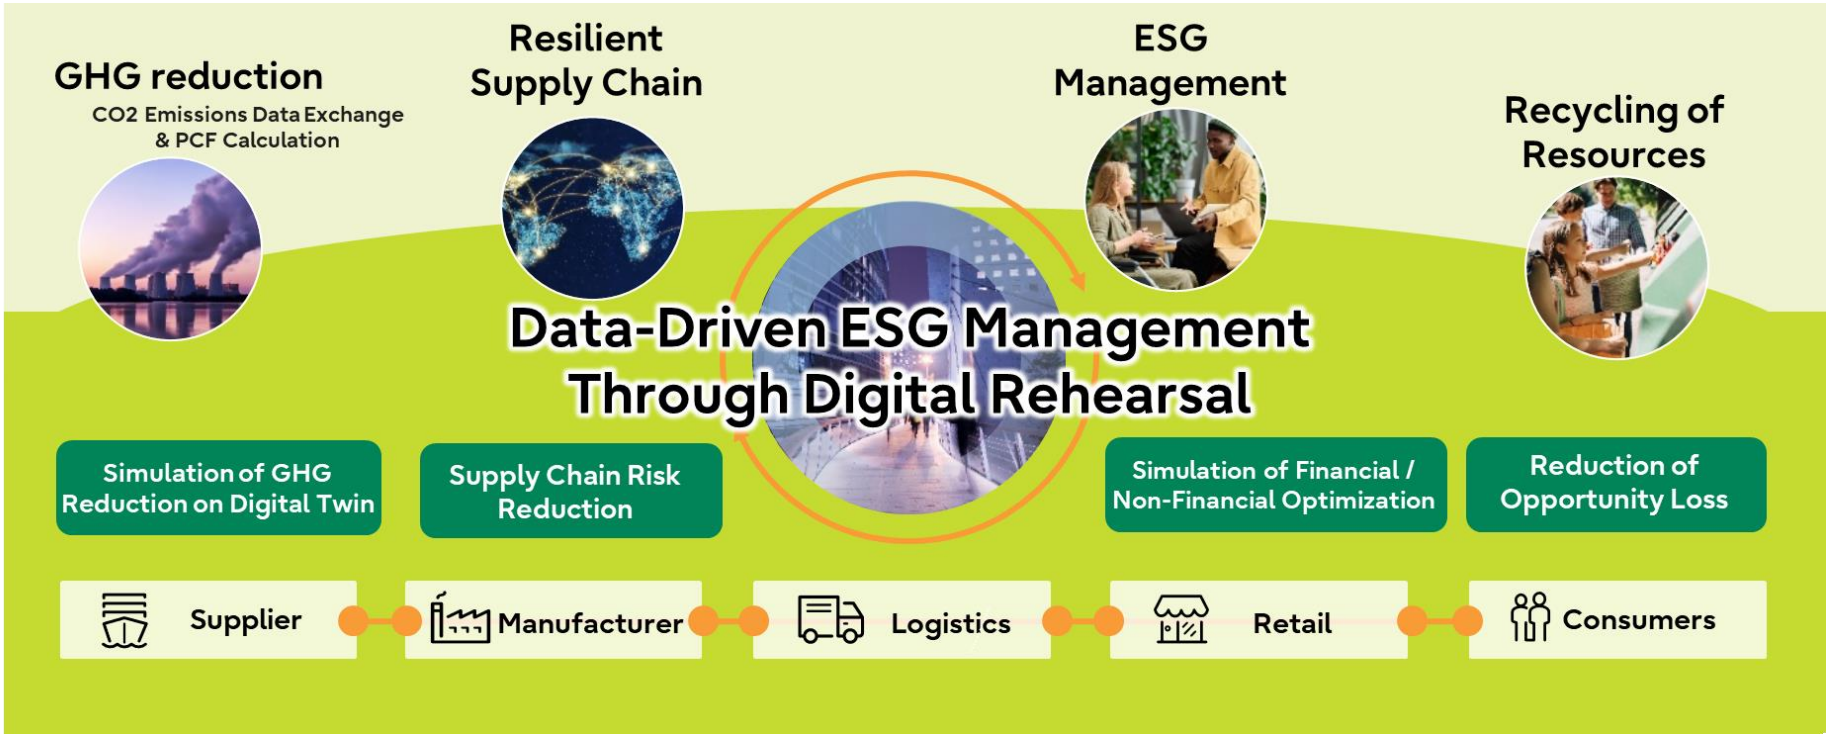 GHG reduction
CO2 Emissions Data Exchange
& PCF Calculation
Resilient
Supply Chain
ESG
Management
Recycling of
Resources
Data-Driven ESG Management
Through Digital Rehearsal
Simulation of GHG
Reduction on Digital Twin
Supply Chain Risk
Reduction
Simulation of Financial /
Non-Financial Optimization
Reduction of
Opportunity Loss
Supplier
Manufacturer
Logistics
Retail
Consumers